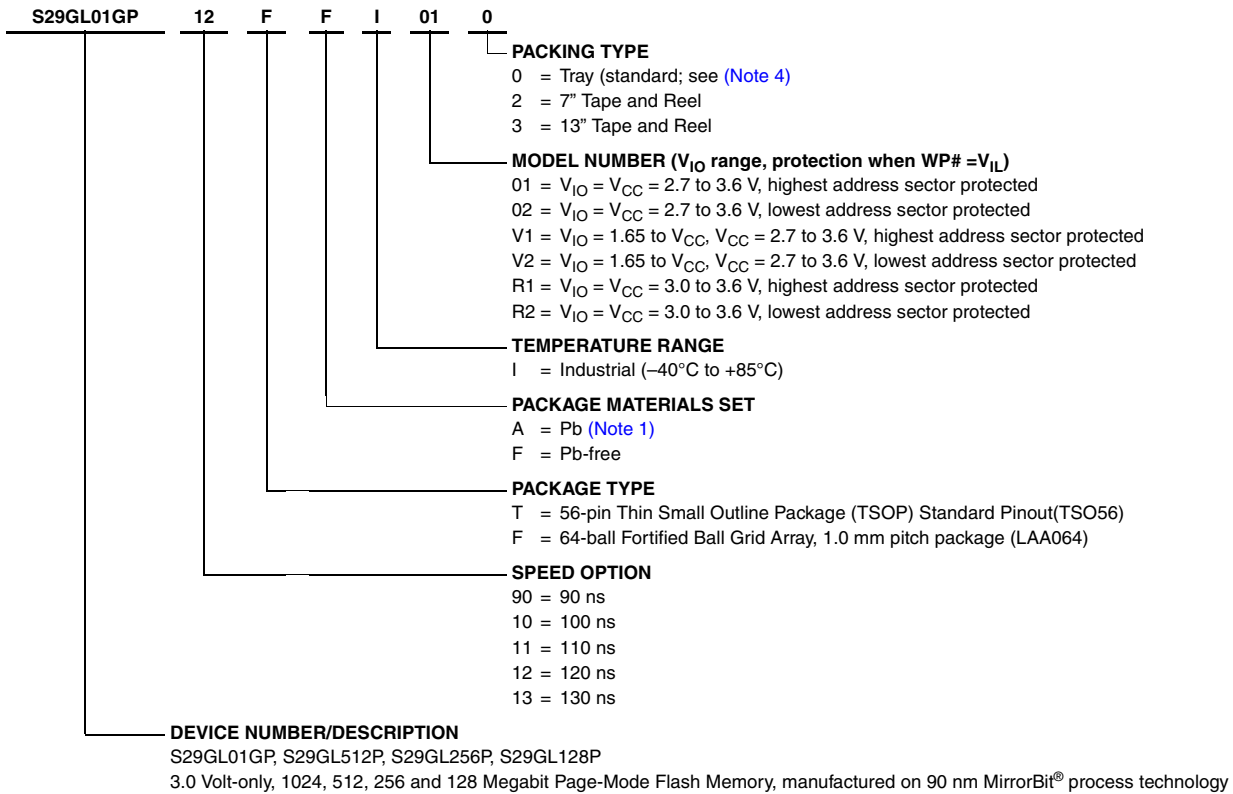 S29GL01GP 12 F F I 01 0
PACKING TYPE
0 = Tray (standard; see (Note 4)
2 = 7” Tape and Reel
3 = 13” Tape and Reel
MODEL NUMBER (VIO range, protection when WP# =VIL)
01 = VIO = VCC = 2.7 to 3.6 V, highest address sector protected
02 = VIO = VCC = 2.7 to 3.6 V, lowest address sector protected
V1 = VIO = 1.65 to VCC, VCC = 2.7 to 3.6 V, highest address sector protected
V2 = VIO = 1.65 to VCC, VCC = 2.7 to 3.6 V, lowest address sector protected
R1 = VIO = VCC = 3.0 to 3.6 V, highest address sector protected
R2 = VIO = VCC = 3.0 to 3.6 V, lowest address sector protected
TEMPERATURE RANGE
I = Industrial (–40°C to +85°C)
PACKAGE MATERIALS SET
A = Pb (Note 1)
F = Pb-free
PACKAGE TYPE
T = 56-pin Thin Small Outline Package (TSOP) Standard Pinout(TSO56)
F = 64-ball Fortified Ball Grid Array, 1.0 mm pitch package (LAA064)
SPEED OPTION
90 = 90 ns
10 = 100 ns
11 = 110 ns
12 = 120 ns
13 = 130 ns
DEVICE NUMBER/DESCRIPTION
S29GL01GP, S29GL512P, S29GL256P, S29GL128P
3.0 Volt-only, 1024, 512, 256 and 128 Megabit Page-Mode Flash Memory, manufactured on 90 nm MirrorBit® process technology